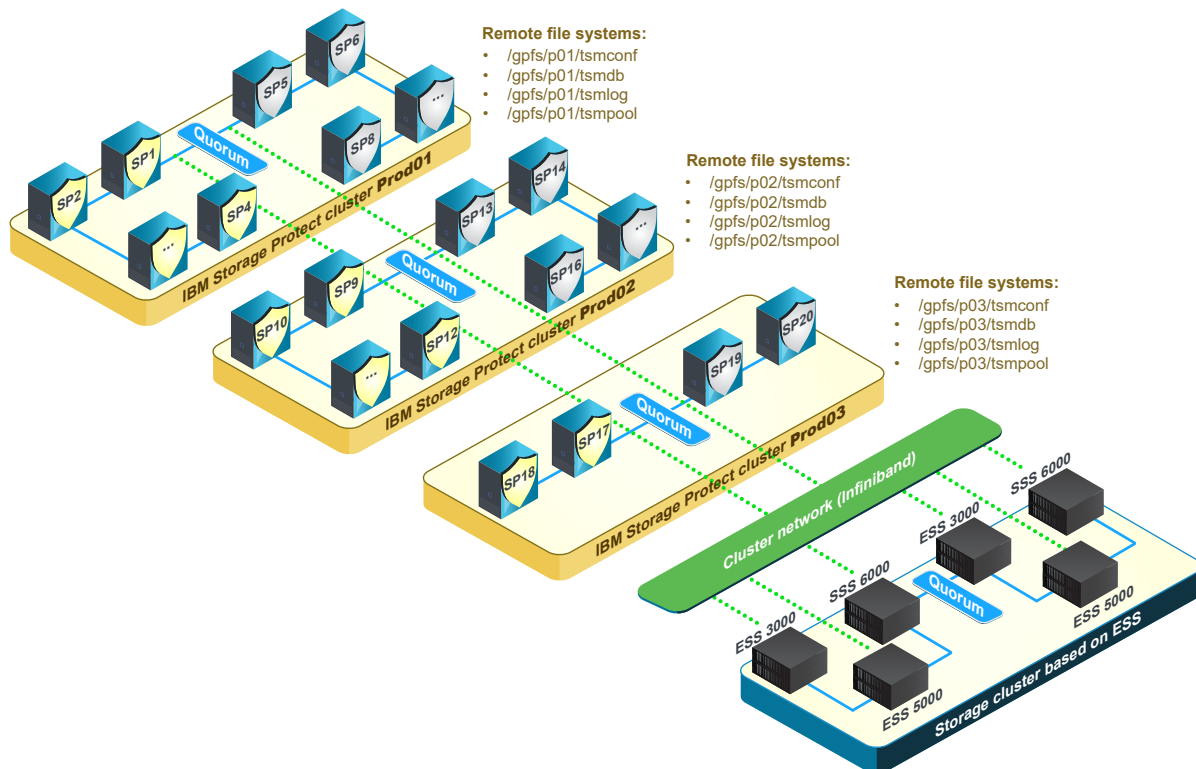 Remote file systems:
• /gpfs/p01/tsmconf
• /gpfs/p01/tsmdb
• /gpfs/p01/tsmlog
• /gpfs/p01/tsmpool
SP6
SP5
...
SP8
Quorum
SP1
SP2
SP4
...
IBM Storage Protect cluster Prod01
Remote file systems:
• /gpfs/p02/tsmconf
• /gpfs/p02/tsmdb
• /gpfs/p02/tsmlog
• /gpfs/p02/tsmpool
SP14
SP13
...
SP16
Quorum
SP9
SP10
SP12
...
IBM Storage Protect cluster Prod02
Remote file systems:
• /gpfs/p03/tsmconf
• /gpfs/p03/tsmdb
• /gpfs/p03/tsmlog
• /gpfs/p03/tsmpool
SP20
SP19
Quorum
SP17
SP18
IBM Storage Protect cluster Prod03
Cluster network (Infiniband)
SSS 6000
ESS 3000
ESS 5000
Quorum
SSS 6000
ESS 3000
ESS 5000
Storage cluster based on ESS